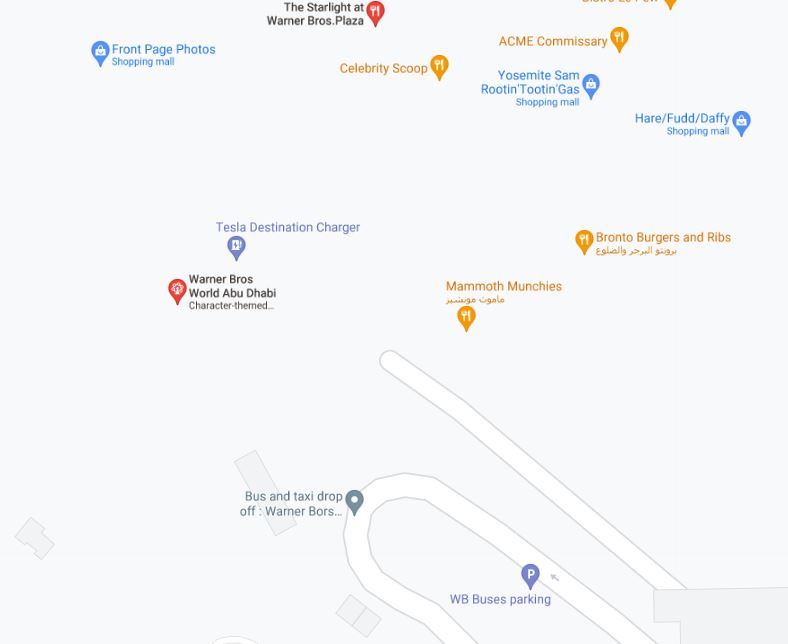 The Starlight at
Warner Bros.Plaza
ACME Commissary
Front Page Photos
Shopping mall
Celebrity Scoop
Yosemite Sam
Rootin'Tootin'Gas
Shopping mall
Hare/Fudd/Daffy
Shopping mall
Tesla Destination Charger
Bronto Burgers and Ribs
برونتو البرجر والضلوع
Warner Bros
World Abu Dhabi
Character-themed...
Mammoth Munchies
ماموث مونشيز
Bus and taxi drop
off : Warner Bors...
P
WB Buses parking